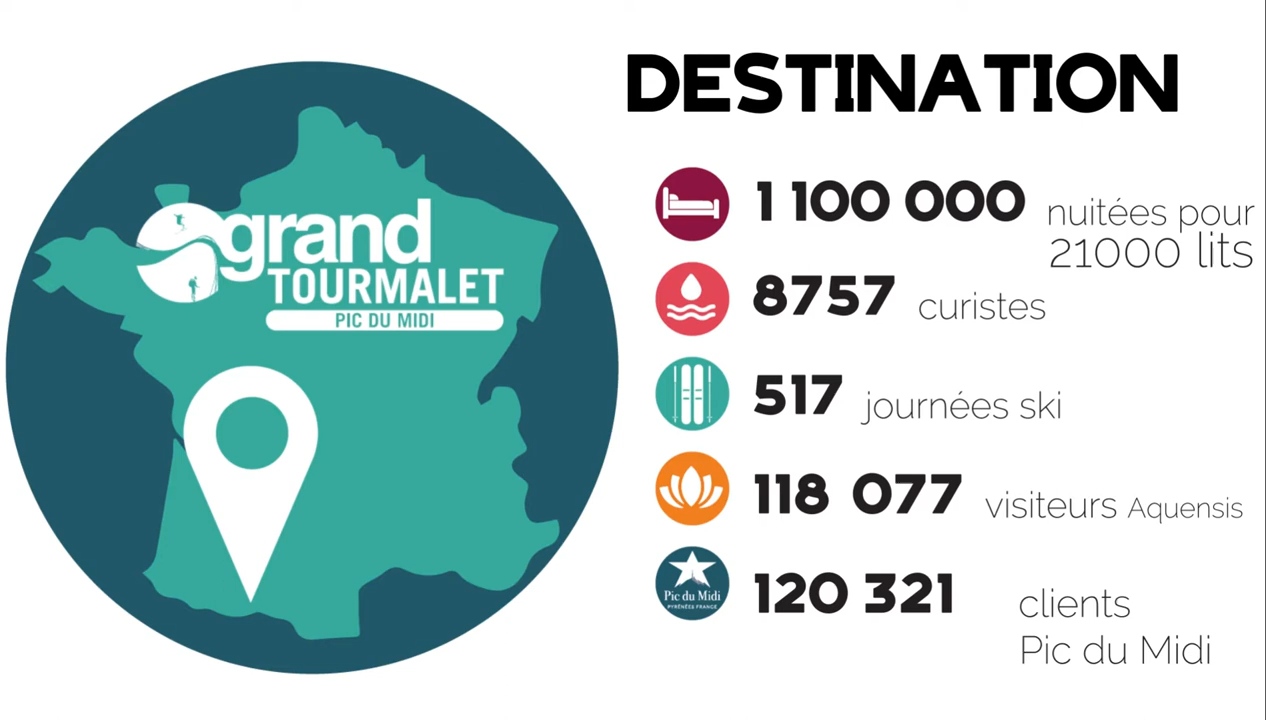 DESTINATION
grand
TOURMALET
PIC DU MIDI
1 100 000 nuitées pour
21000 lits
8757 curistes
517 journées ski
118 077 visiteurs Aquensis
Pic du Midi
PYRÉNÉES FRANCE
120 321 clients
Pic du Midi